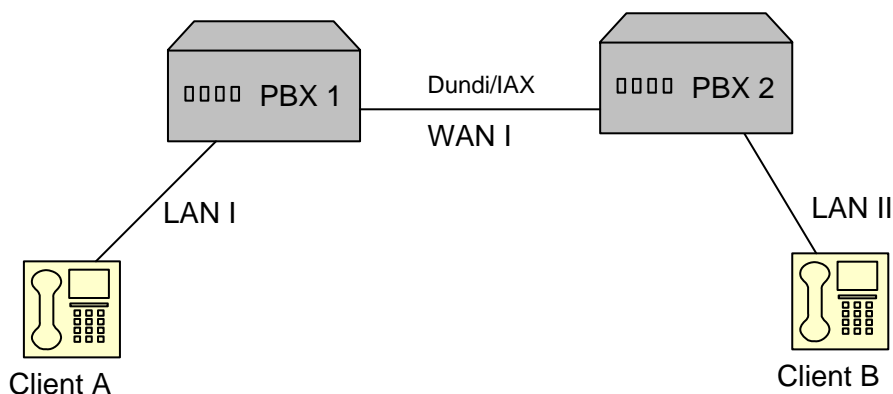 PBX 1
Dundi/IAX
PBX 2
WAN I
LAN I
LAN II
Client A
Client B